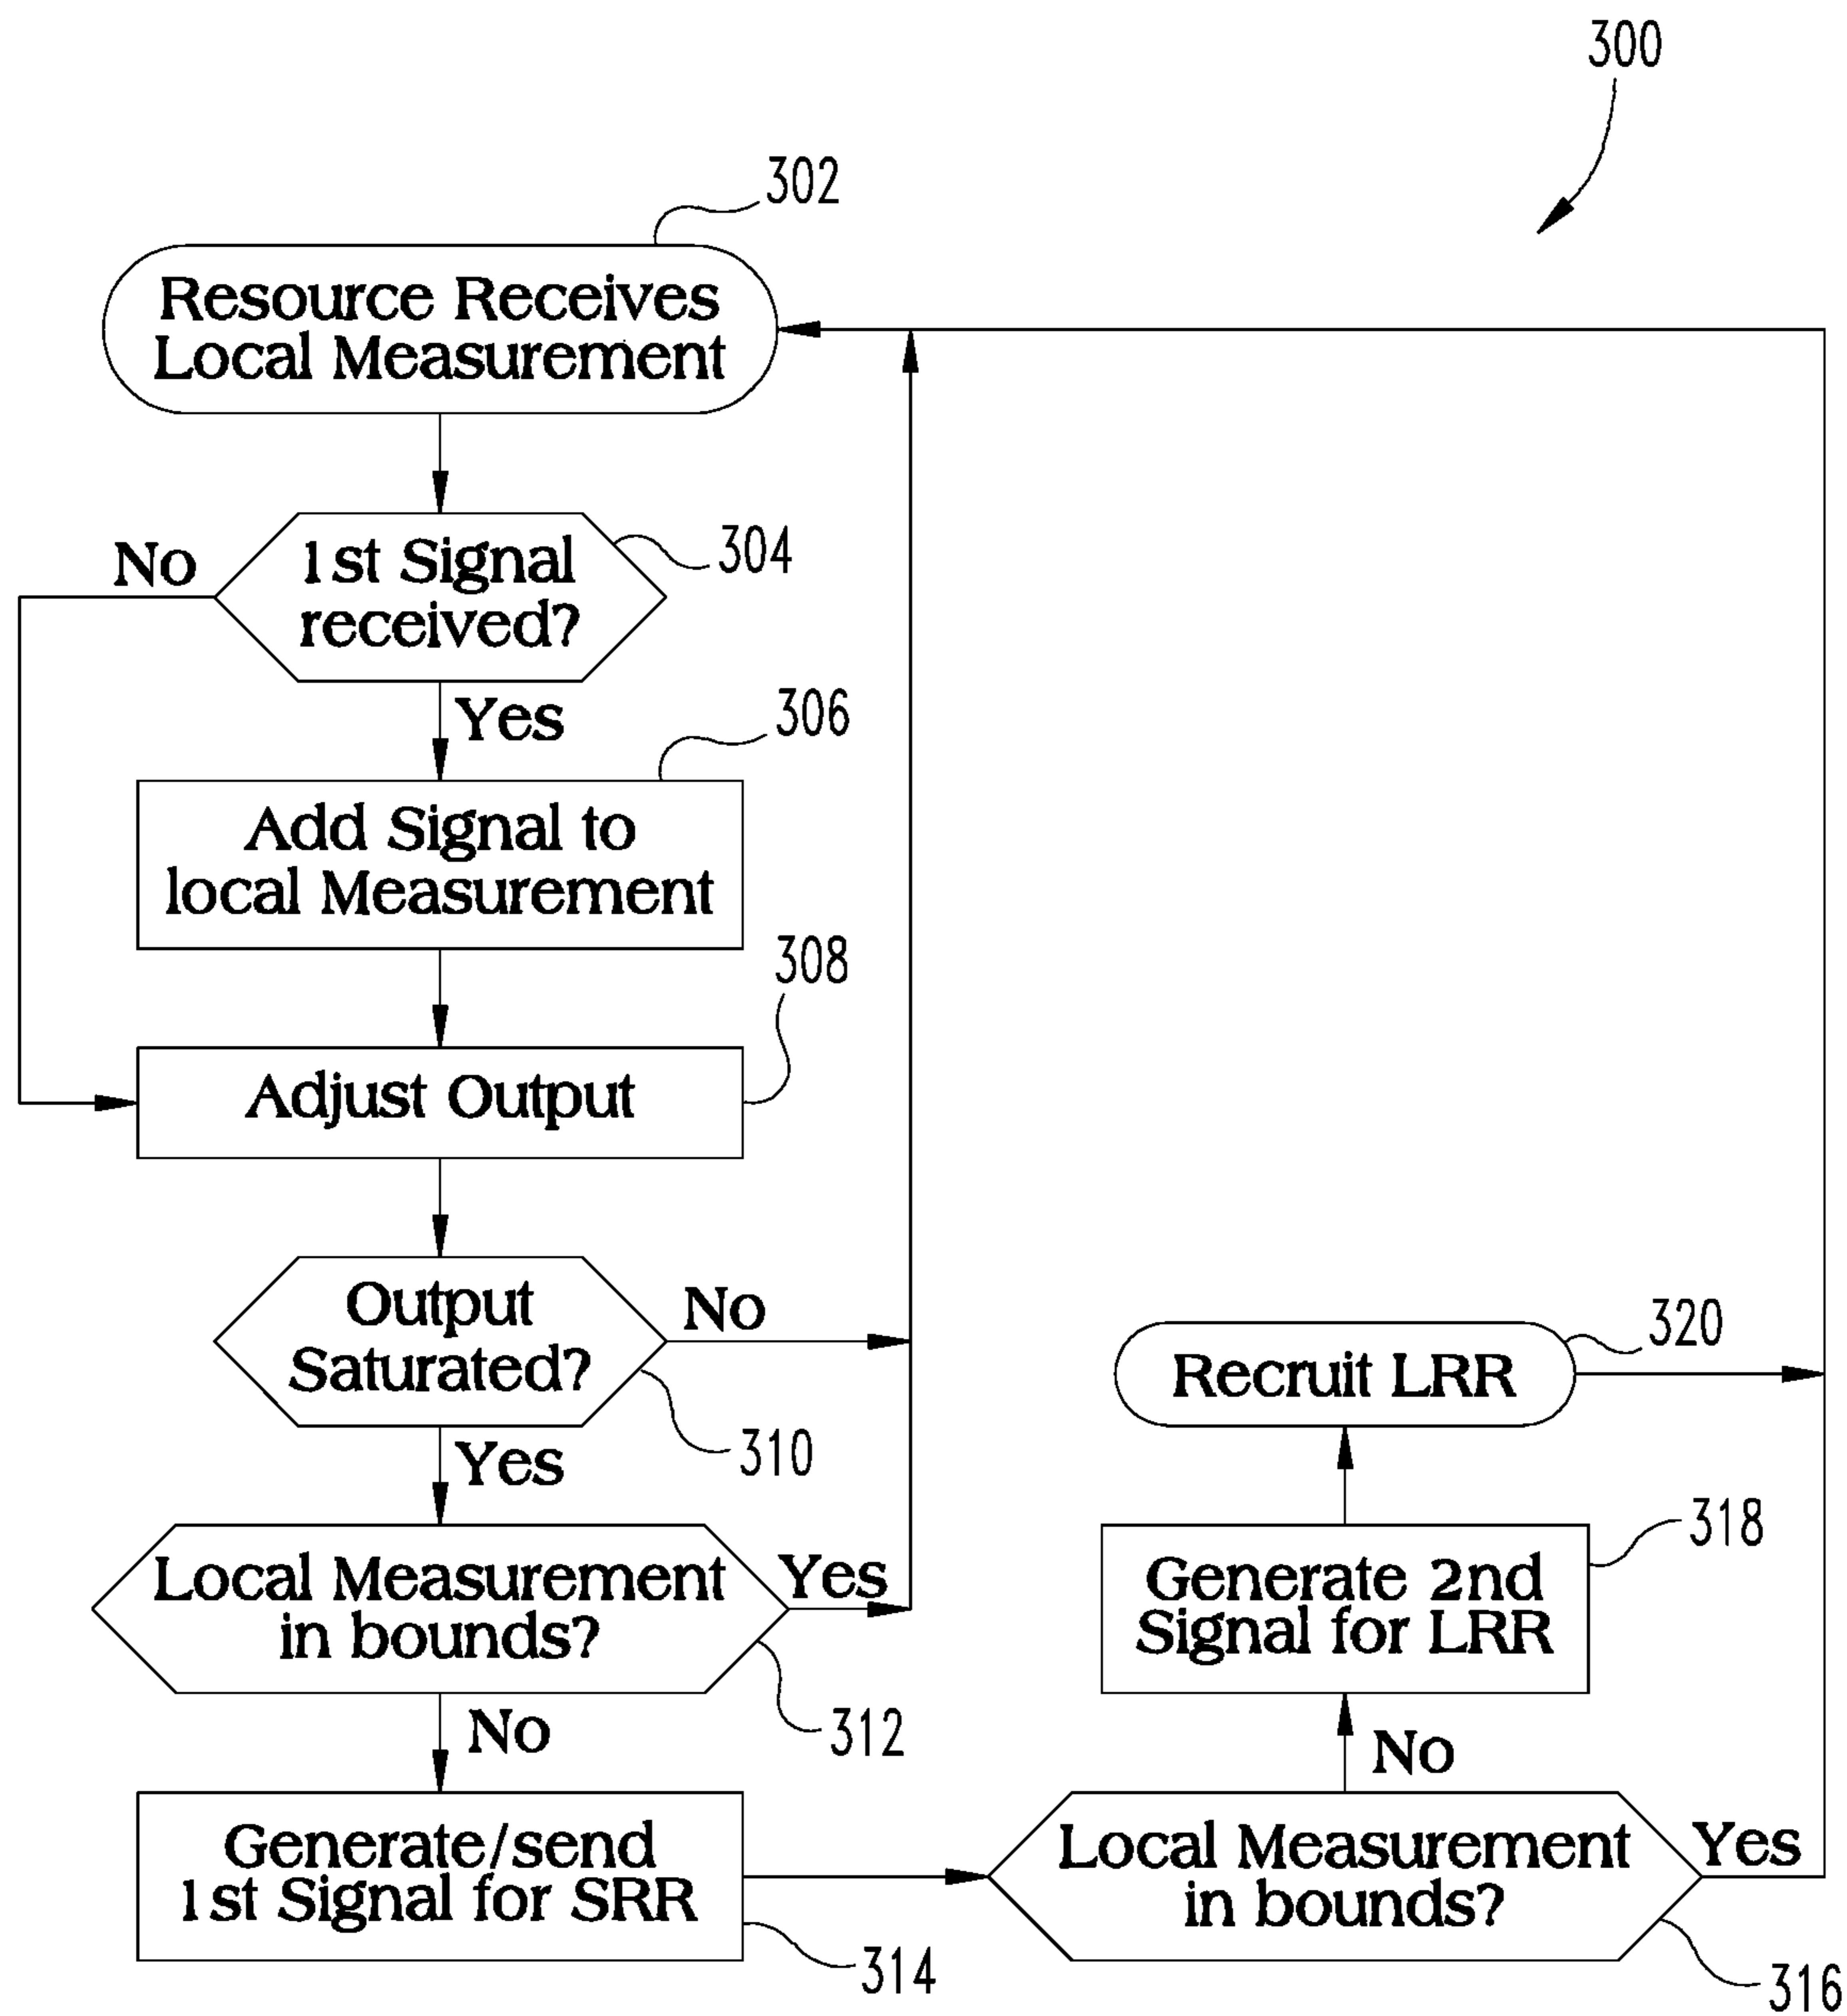 300
302
Resource Receives
Local Measurement
304
No
1st Signal
received?
Yes
306
Add Signal to
local Measurement
308
Adjust Output
Output
Saturated?
No
310
Yes
Local Measurement
in bounds?
Yes
312
No
Generate/send
1st Signal for SRR
314
Local Measurement
in bounds?
Yes
316
No
Generate 2nd
Signal for LRR
318
Recruit LRR
320